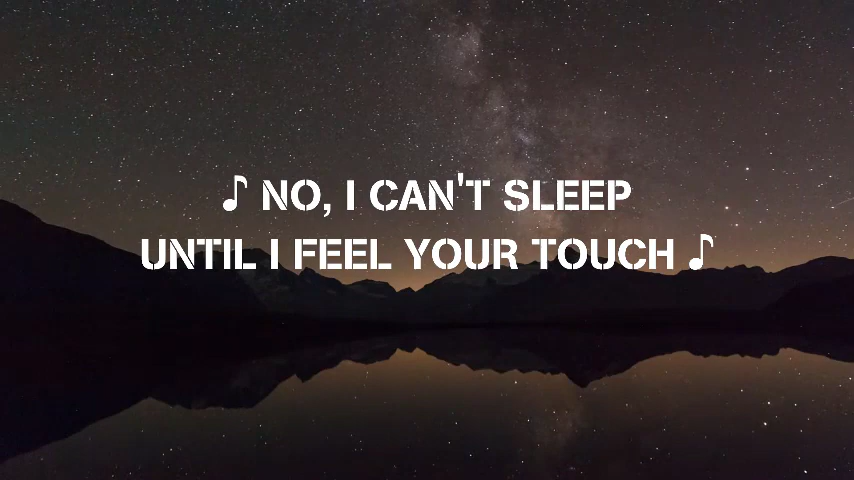 ♪ NO, I CAN'T SLEEP
UNTIL I FEEL YOUR TOUCH ♪